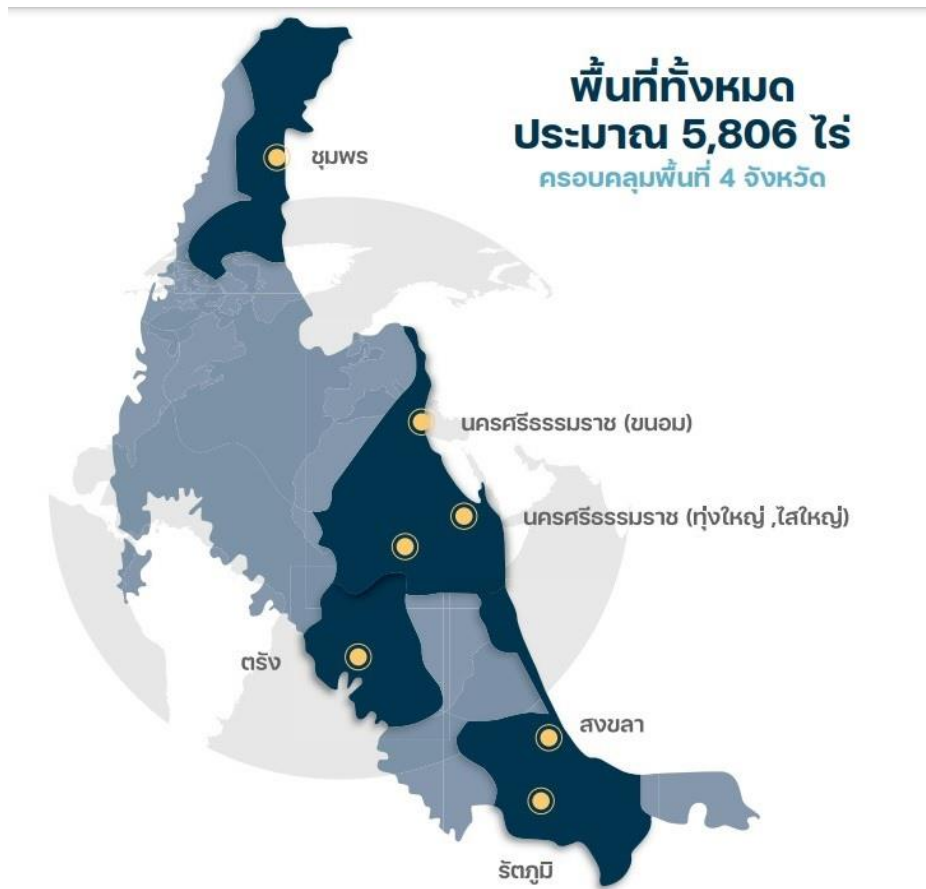 พื้นที่ทั้งหมด
ประมาณ 5,806 ไร่
ครอบคลุมพื้นที่ 4 จังหวัด
ชุมพร
นครศรีธรรมราช (ขนอม)
นครศรีธรรมราช (ทุ่งใหญ่ ,ไสใหญ่)
ตรัง
สงขลา
รัตภูมิ